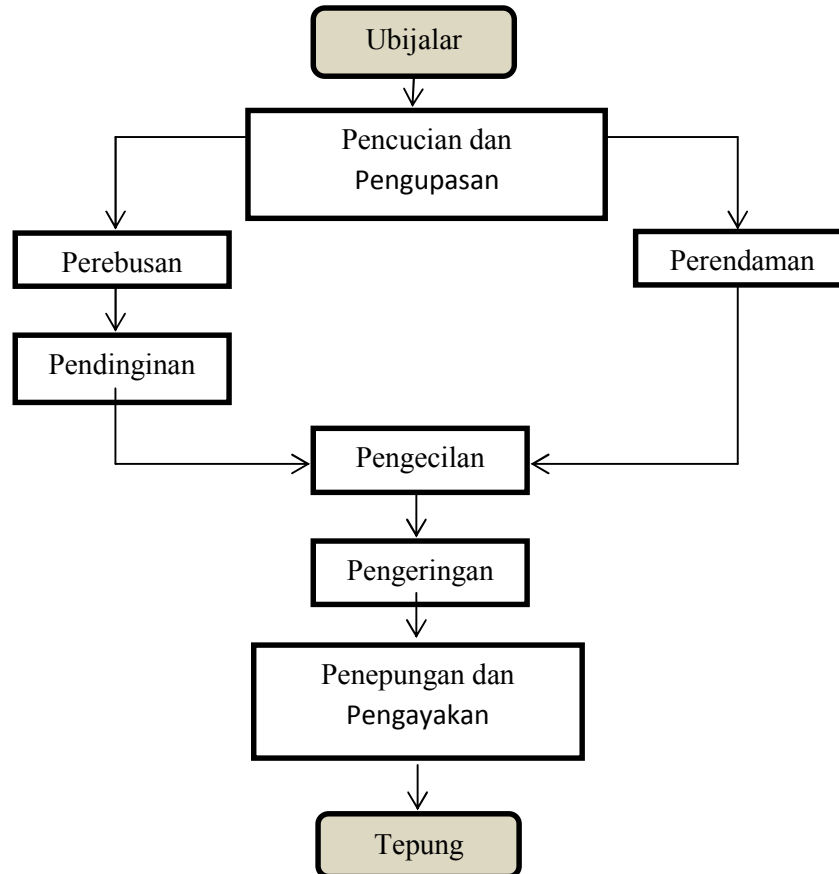 Ubijalar
Pencucian dan
Pengupasan
Perebusan
Perendaman
Pendinginan
Pengecilan
Pengeringan
Penepungan dan
Pengayakan
Tepung